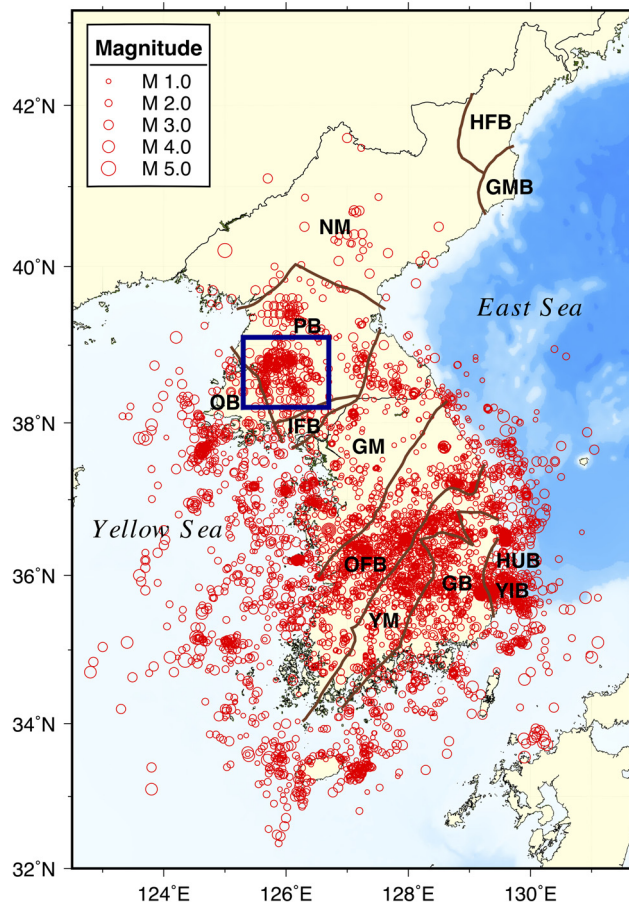 Magnitude
M 1.0
M 2.0
M 3.0
M 4.0
M 5.0
42°N
40°N
38°N
36°N
34°N
32°N
HFB
GMB
NM
East Sea
PB
OB
IFB
GM
Yellow Sea
OFB
HUB
GB
YIB
YM
124°E
126°E
128°E
130°E